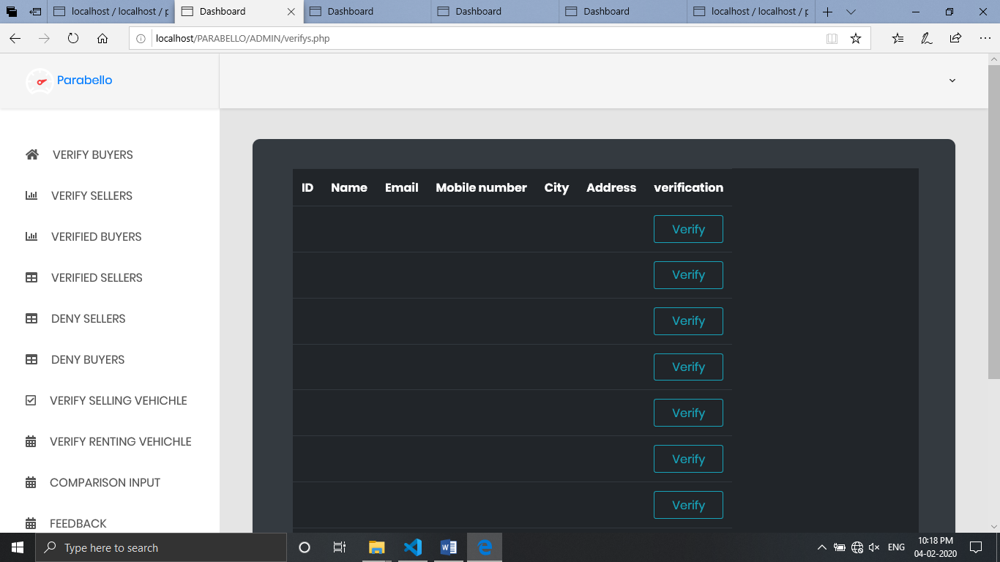 localhost / localhost / p
Dashboard
Dashboard
Dashboard
Dashboard
localhost / localhost / p
localhost/PARABELLO/ADMIN/verifys.php
Parabello
VERIFY BUYERS
VERIFY SELLERS
VERIFIED BUYERS
VERIFIED SELLERS
DENY SELLERS
DENY BUYERS
VERIFY SELLING VEHICHLE
VERIFY RENTING VEHICHLE
COMPARISON INPUT
FEEDBACK
ID Name Email Mobile number City Address verification
Verify
Verify
Verify
Verify
Verify
Verify
Verify
Type here to search
ENG
10:18 PM
04-02-2020